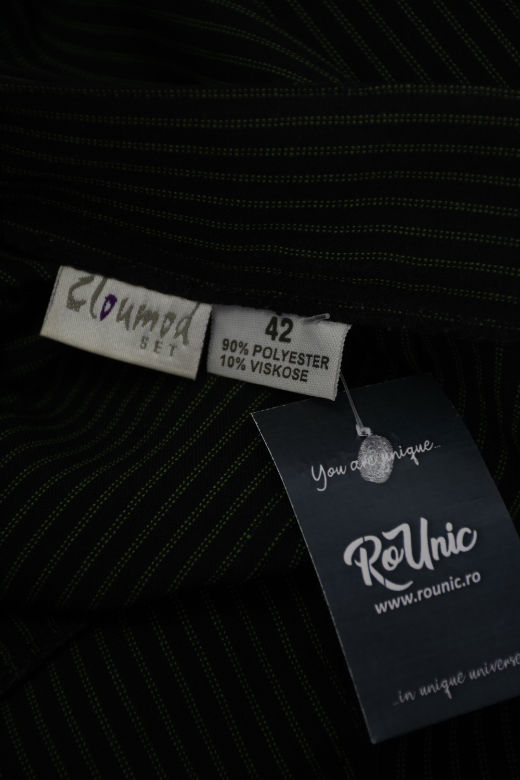 Cloumod
SET
42
90% POLYESTER
10% VISKOSE
You are unique...
RoUnic
www.rounic.ro
...in unique universe